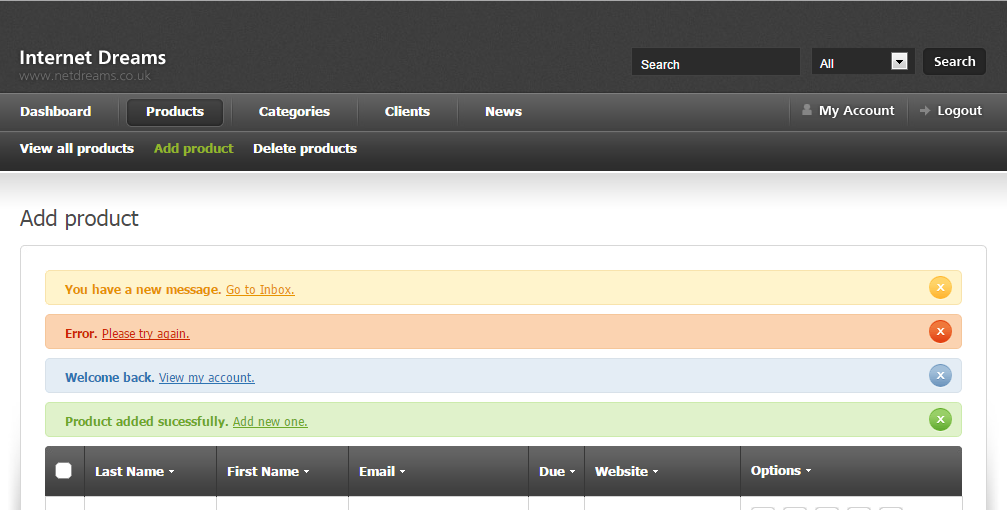 Internet Dreams
www.netdreams.co.uk
Search All Search
Dashboard Products Categories Clients News My Account Logout
View all products Add product Delete products
Add product
You have a new message. Go to Inbox. x
Error. Please try again. x
Welcome back. View my account. x
Product added sucessfully. Add new one. x
Last Name First Name Email Due Website Options